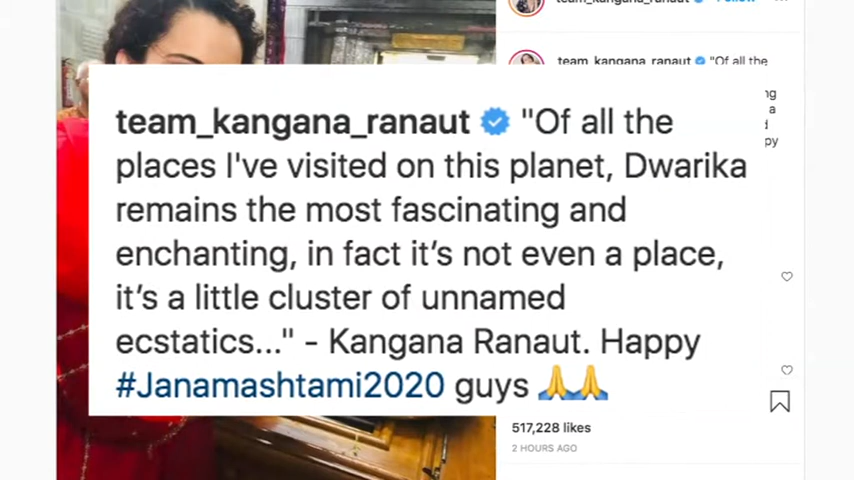 team_kangana_ranaut
team_kangana_ranaut "Of all the
team_kangana_ranaut "Of all the
places I've visited on this planet, Dwarika
remains the most fascinating and
enchanting, in fact it's not even a place,
it's a little cluster of unnamed
ecstatics..." - Kangana Ranaut. Happy
#Janamashtami2020 guys 🙏🙏
517,228 likes
2 HOURS AGO